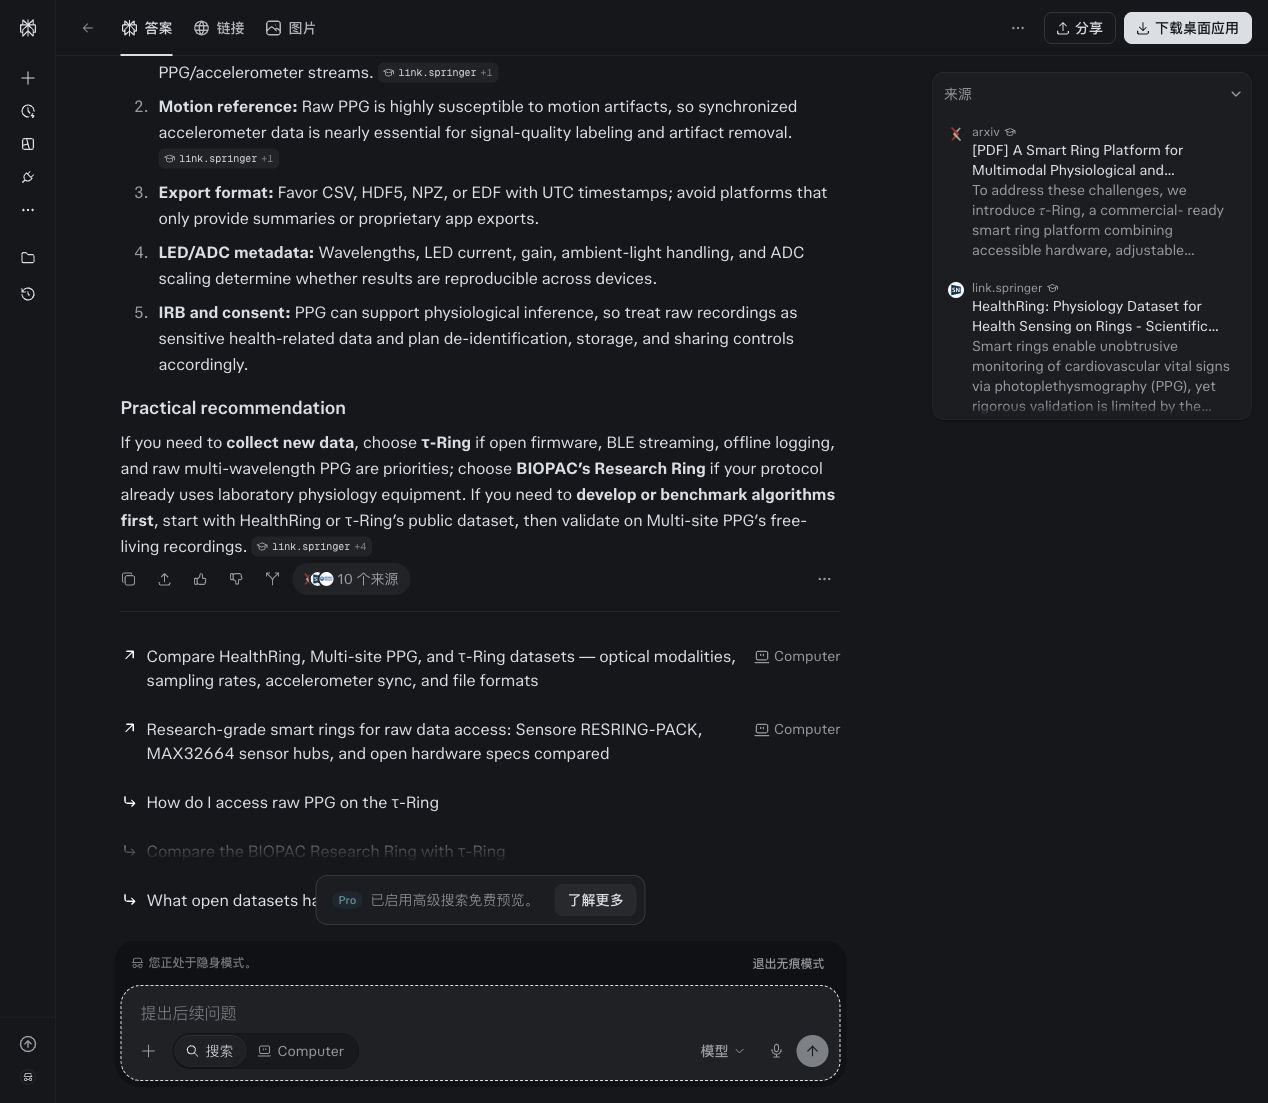 答案
链接
图片
分享
下载桌面应用
PPG/accelerometer streams. link.springer +1
2. Motion reference: Raw PPG is highly susceptible to motion artifacts, so synchronized
accelerometer data is nearly essential for signal-quality labeling and artifact removal.
link.springer +1
3. Export format: Favor CSV, HDF5, NPZ, or EDF with UTC timestamps; avoid platforms that
only provide summaries or proprietary app exports.
4. LED/ADC metadata: Wavelengths, LED current, gain, ambient-light handling, and ADC
scaling determine whether results are reproducible across devices.
5. IRB and consent: PPG can support physiological inference, so treat raw recordings as
sensitive health-related data and plan de-identification, storage, and sharing controls
accordingly.
Practical recommendation
If you need to collect new data, choose τ-Ring if open firmware, BLE streaming, offline logging,
and raw multi-wavelength PPG are priorities; choose BIOPAC’s Research Ring if your protocol
already uses laboratory physiology equipment. If you need to develop or benchmark algorithms
first, start with HealthRing or τ-Ring’s public dataset, then validate on Multi-site PPG’s free-
living recordings. link.springer +4
10 个来源
Compare HealthRing, Multi-site PPG, and τ-Ring datasets — optical modalities,
sampling rates, accelerometer sync, and file formats
Computer
Research-grade smart rings for raw data access: Sensore RESRING-PACK,
MAX32664 sensor hubs, and open hardware specs compared
Computer
How do I access raw PPG on the τ-Ring
Compare the BIOPAC Research Ring with τ-Ring
What open datasets ha
Pro 已启用高级搜索免费预览。 了解更多
您正处于隐身模式。
退出无痕模式
提出后续问题
搜索
Computer
模型
来源
arxiv
[PDF] A Smart Ring Platform for
Multimodal Physiological and...
To address these challenges, we
introduce τ-Ring, a commercial- ready
smart ring platform combining
accessible hardware, adjustable...
link.springer
HealthRing: Physiology Dataset for
Health Sensing on Rings - Scientific...
Smart rings enable unobtrusive
monitoring of cardiovascular vital signs
via photoplethysmography (PPG), yet
rigorous validation is limited by the...